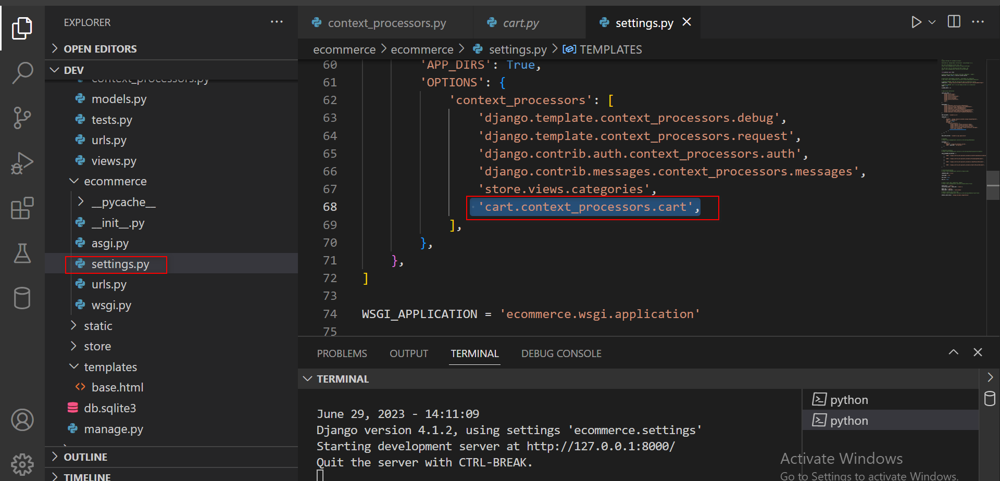 EXPLORER
OPEN EDITORS
DEV
context_processors.py
models.py
tests.py
urls.py
views.py
ecommerce
__pycache__
__init__.py
asgi.py
settings.py
urls.py
wsgi.py
static
store
templates
base.html
db.sqlite3
manage.py
OUTLINE
TIMELINE
context_processors.py
cart.py
settings.py
ecommerce > ecommerce > settings.py > TEMPLATES
60 'APP_DIRS': True,
61 'OPTIONS': {
62 'context_processors': [
63 'django.template.context_processors.debug',
64 'django.template.context_processors.request',
65 'django.contrib.auth.context_processors.auth',
66 'django.contrib.messages.context_processors.messages',
67 'store.views.categories',
68 'cart.context_processors.cart',
69 ],
70 },
71 },
72 ]
73
74 WSGI_APPLICATION = 'ecommerce.wsgi.application'
75
PROBLEMS OUTPUT TERMINAL DEBUG CONSOLE
TERMINAL
June 29, 2023 - 14:11:09
Django version 4.1.2, using settings 'ecommerce.settings'
Starting development server at http://127.0.0.1:8000/
Quit the server with CTRL-BREAK.
python
python
Activate Windows
Go to Settings to activate Windows.